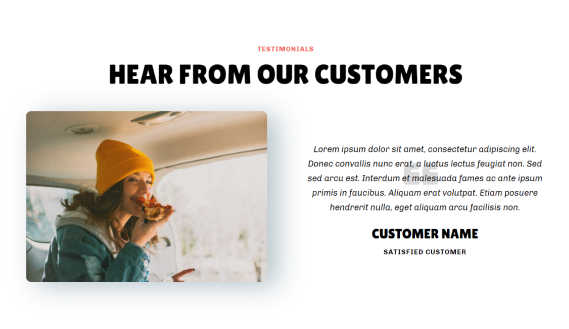 TESTIMONIALS
HEAR FROM OUR CUSTOMERS
Lorem ipsum dolor sit amet, consectetur adipiscing elit.
Donec convallis nunc erat, a luctus lectus feugiat non. Sed
sed arcu est. Interdum et malesuada fames ac ante ipsum
primis in faucibus. Aliquam erat volutpat. Etiam posuere
hendrerit nulla, eget aliquam arcu facilisis non.
CUSTOMER NAME
SATISFIED CUSTOMER